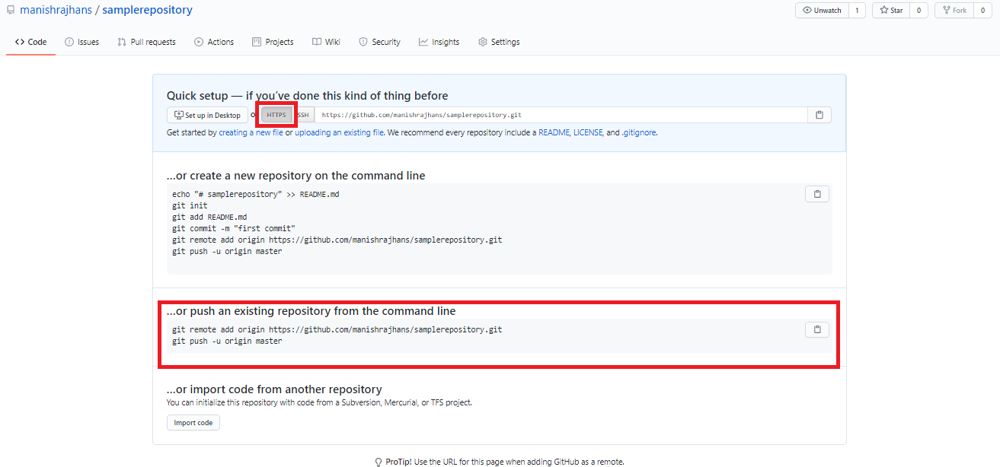 manishrajhans / samplerepository
Unwatch 1 Star 0 Fork 0
Code Issues Pull requests Actions Projects Wiki Security Insights Settings
Quick setup — if you've done this kind of thing before
Set up in Desktop HTTPS SSH https://github.com/manishrajhans/samplerepository.git
Get started by creating a new file or uploading an existing file. We recommend every repository include a README, LICENSE, and .gitignore.
...or create a new repository on the command line
echo "# samplerepository" >> README.md
git init
git add README.md
git commit -m "first commit"
git remote add origin https://github.com/manishrajhans/samplerepository.git
git push -u origin master
...or push an existing repository from the command line
git remote add origin https://github.com/manishrajhans/samplerepository.git
git push -u origin master
...or import code from another repository
You can initialize this repository with code from a Subversion, Mercurial, or TFS project.
Import code
ProTip! Use the URL for this page when adding GitHub as a remote.